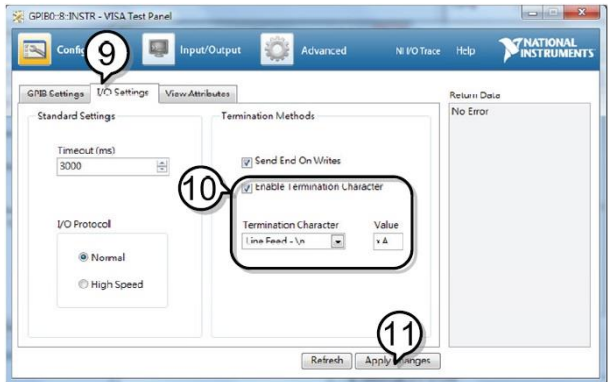 GPIB0::8::INSTR - VISA Test Panel
9
Input/Output
Advanced
NI I/O Trace
Help
NATIONAL
INSTRUMENTS
GPIB Settings
I/O Settings
View Attributes
Return Data
Standard Settings
Termination Methods
No Error
Timeout (ms)
3000
Send End On Writes
10
Enable Termination Character
I/O Protocol
Termination Character
Value
Line Feed - \n
xA
Normal
High Speed
11
Refresh
Apply Changes